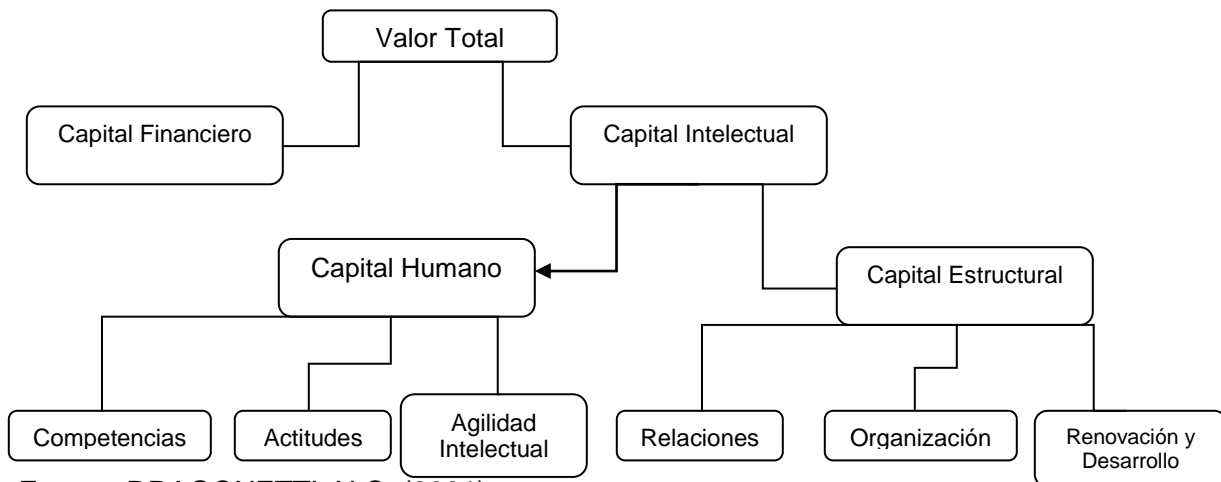 Valor Total
Capital Financiero
Capital Intelectual
Capital Humano
Capital Estructural
Competencias
Actitudes
Agilidad
Intelectual
Relaciones
Organización
Renovación y
Desarrollo